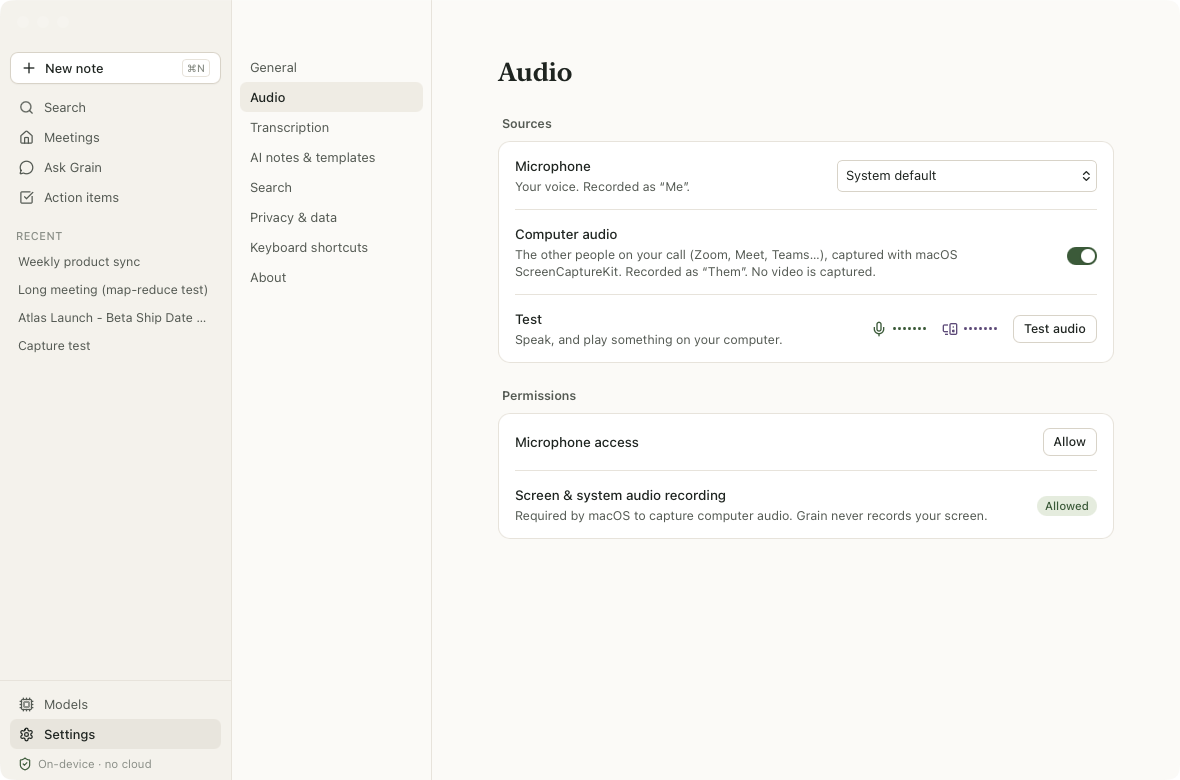 New note ⌘N
Search
Meetings
Ask Grain
Action items
RECENT
Weekly product sync
Long meeting (map-reduce test)
Atlas Launch - Beta Ship Date ...
Capture test
Models
Settings
On-device · no cloud
General
Audio
Transcription
AI notes & templates
Search
Privacy & data
Keyboard shortcuts
About
Audio
Sources
Microphone
Your voice. Recorded as “Me”.
System default
Computer audio
The other people on your call (Zoom, Meet, Teams…), captured with macOS
ScreenCaptureKit. Recorded as “Them”. No video is captured.
Test
Speak, and play something on your computer.
Test audio
Permissions
Microphone access
Allow
Screen & system audio recording
Required by macOS to capture computer audio. Grain never records your screen.
Allowed